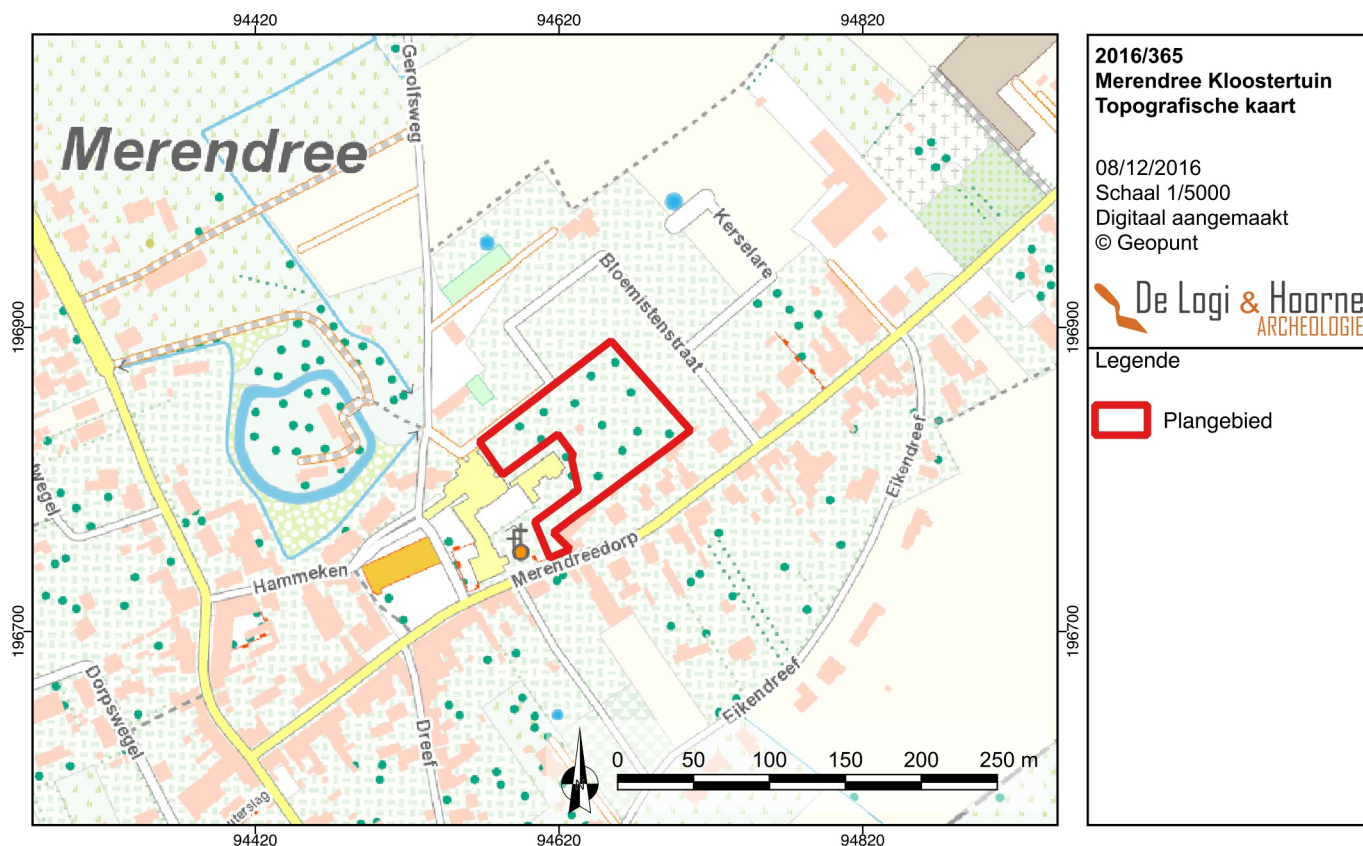 94420 94620 94820
Merendree
Gerolfsweg
Kerselare
Bloemistenstraat
196900
196900
Eikendreef
Hammeken
Merendreedorp
196700
196700
Dorpswegel
Dreef
Eikendreef
0 50 100 150 200 250 m
N
94420 94620 94820
2016/365
Merendree Kloostertuin
Topografische kaart
08/12/2016
Schaal 1/5000
Digitaal aangemaakt
© Geopunt
De Logi & Hoorne
ARCHEOLOGIE
Legende
Plangebied